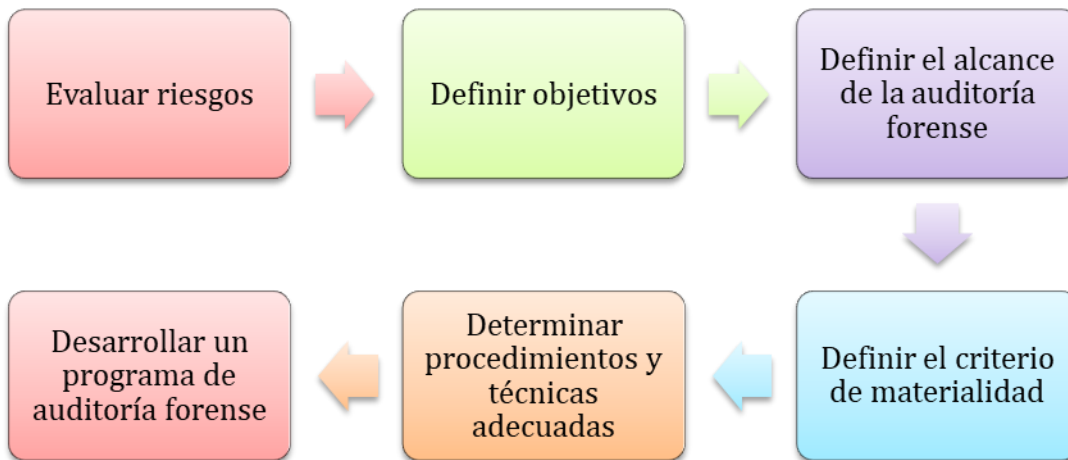 Evaluar riesgos
Definir objetivos
Definir el alcance
de la auditoría
forense
Definir el criterio
de materialidad
Determinar
procedimientos y
técnicas
adecuadas
Desarrollar un
programa de
auditoría forense